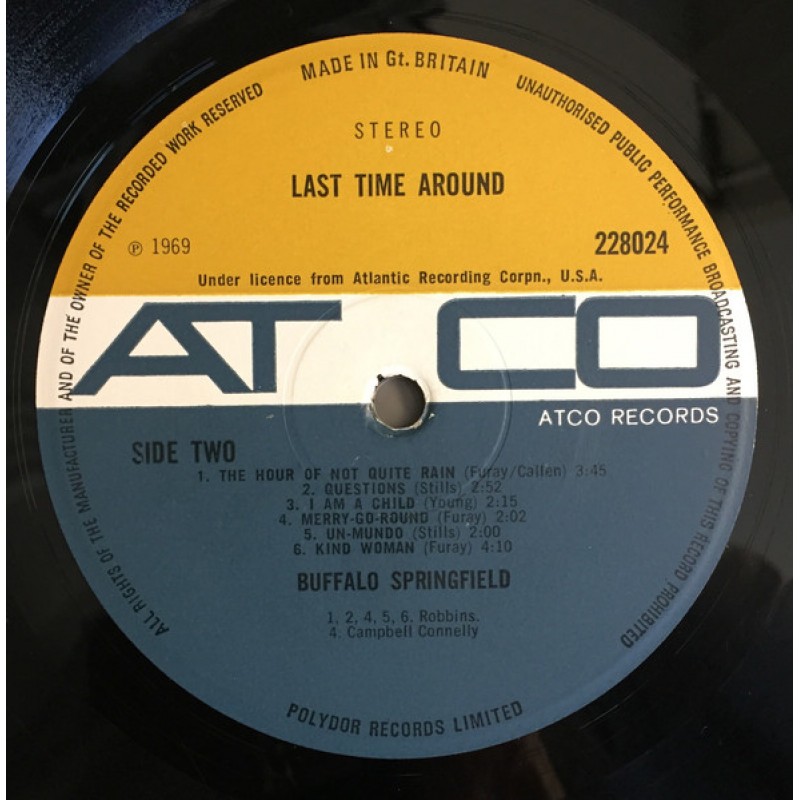 MADE IN Gt. BRITAIN
UNAUTHORISED PUBLIC PERFORMANCE BROADCASTING AND COPYING OF THIS RECORD PROHIBITED
ALL RIGHTS OF THE MANUFACTURER AND OF THE OWNER OF THE RECORDED WORK RESERVED
STEREO
LAST TIME AROUND
℗ 1969
228024
Under licence from Atlantic Recording Corpn., U.S.A.
AT CO
ATCO RECORDS
SIDE TWO
1. THE HOUR OF NOT QUITE RAIN (Furay/Callen) 3:45
2. QUESTIONS (Stills) 2:52
3. I AM A CHILD (Young) 2:15
4. MERRY-GO-ROUND (Furay) 2:02
5. UN-MUNDO (Stills) 2:00
6. KIND WOMAN (Furay) 4:10
BUFFALO SPRINGFIELD
1, 2, 4, 5, 6. Robbins.
4. Campbell Connelly
POLYDOR RECORDS LIMITED